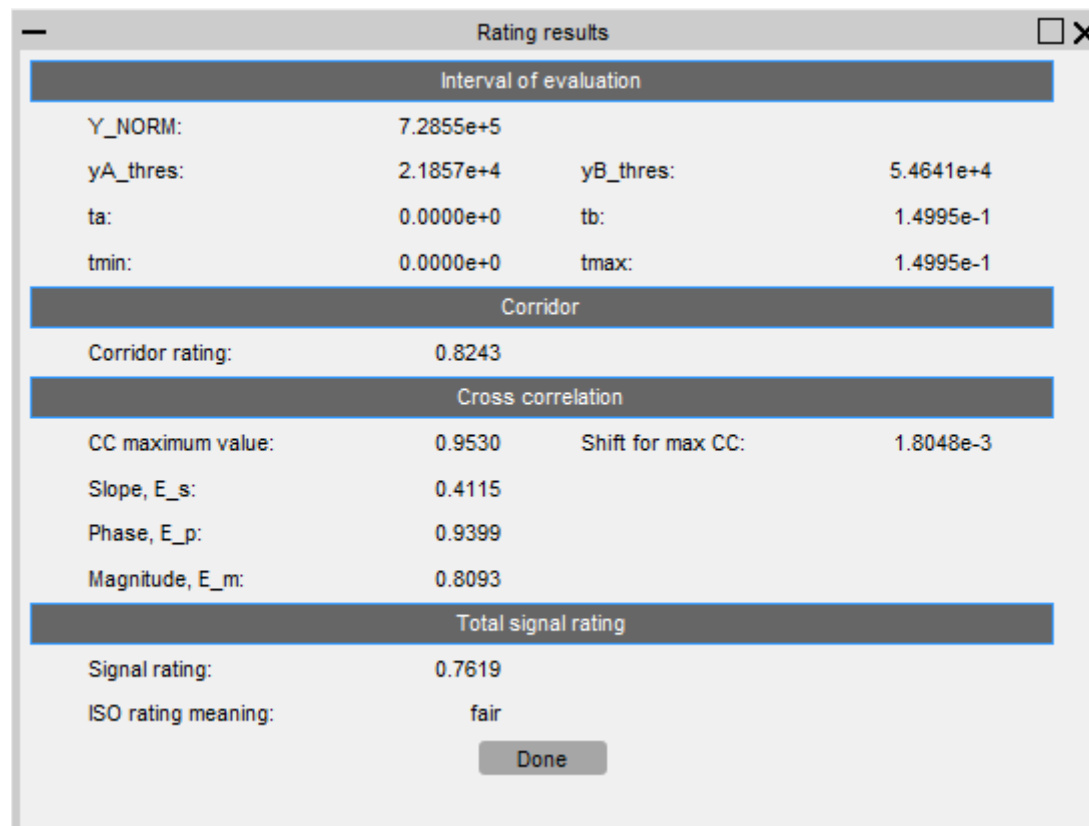 Rating results
Interval of evaluation
Y_NORM: 7.2855e+5
yA_thres: 2.1857e+4 yB_thres: 5.4641e+4
ta: 0.0000e+0 tb: 1.4995e-1
tmin: 0.0000e+0 tmax: 1.4995e-1
Corridor
Corridor rating: 0.8243
Cross correlation
CC maximum value: 0.9530 Shift for max CC: 1.8048e-3
Slope, E_s: 0.4115
Phase, E_p: 0.9399
Magnitude, E_m: 0.8093
Total signal rating
Signal rating: 0.7619
ISO rating meaning: fair
Done